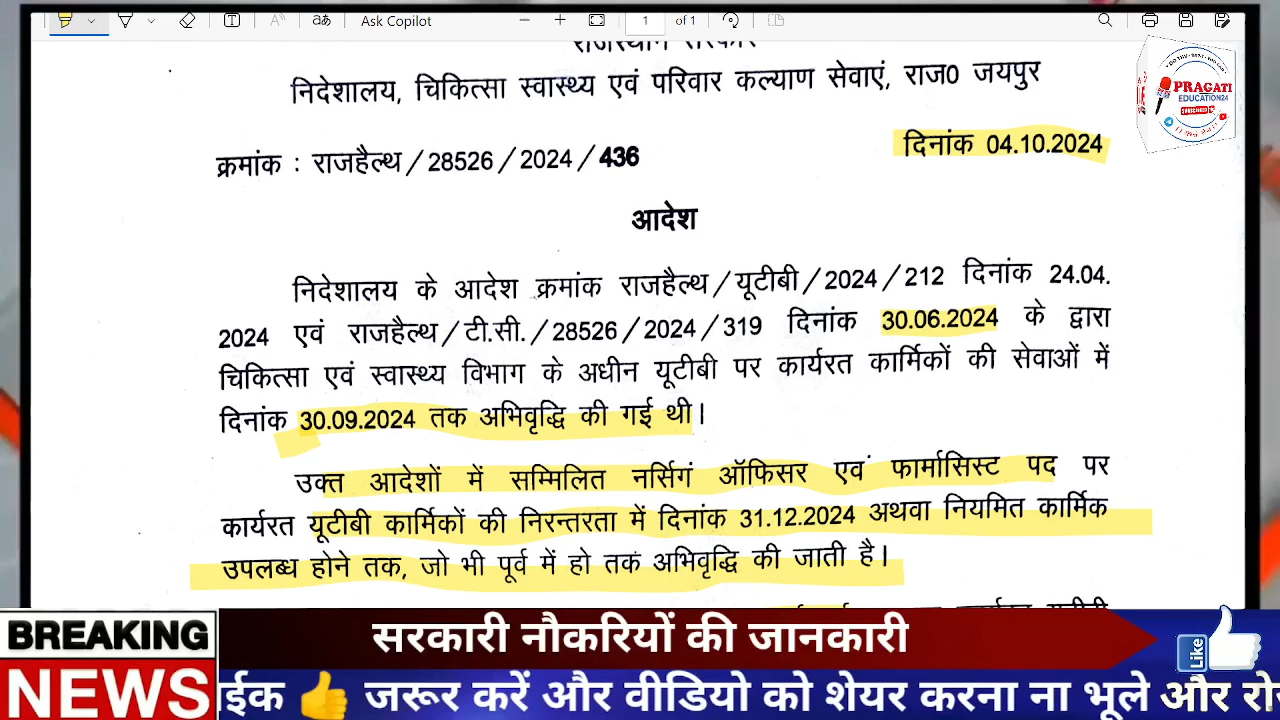 Ask Copilot
1 of 1
राजस्थान सरकार
निदेशालय, चिकित्सा स्वास्थ्य एवं परिवार कल्याण सेवाएं, राज0 जयपुर
PRAGATI
EDUCATION24
क्रमांक : राजहैल्थ/28526/2024/436
दिनांक 04.10.2024
आदेश
निदेशालय के आदेश क्रमांक राजहैल्थ/यूटीबी/2024/212 दिनांक 24.04.
2024 एवं राजहैल्थ/टी.सी./28526/2024/319 दिनांक 30.06.2024 के द्वारा
चिकित्सा एवं स्वास्थ्य विभाग के अधीन यूटीबी पर कार्यरत कार्मिकों की सेवाओं में
दिनांक 30.09.2024 तक अभिवृद्धि की गई थी।
उक्त आदेशों में सम्मिलित नर्सिगं ऑफिसर एवं फार्मासिस्ट पद पर
कार्यरत यूटीबी कार्मिकों की निरन्तरता में दिनांक 31.12.2024 अथवा नियमित कार्मिक
उपलब्ध होने तक, जो भी पूर्व में हो तक अभिवृद्धि की जाती है।
BREAKING
NEWS
सरकारी नौकरियों की जानकारी
Like
ईक 👍 जरूर करें और वीडियो को शेयर करना ना भूले और रो